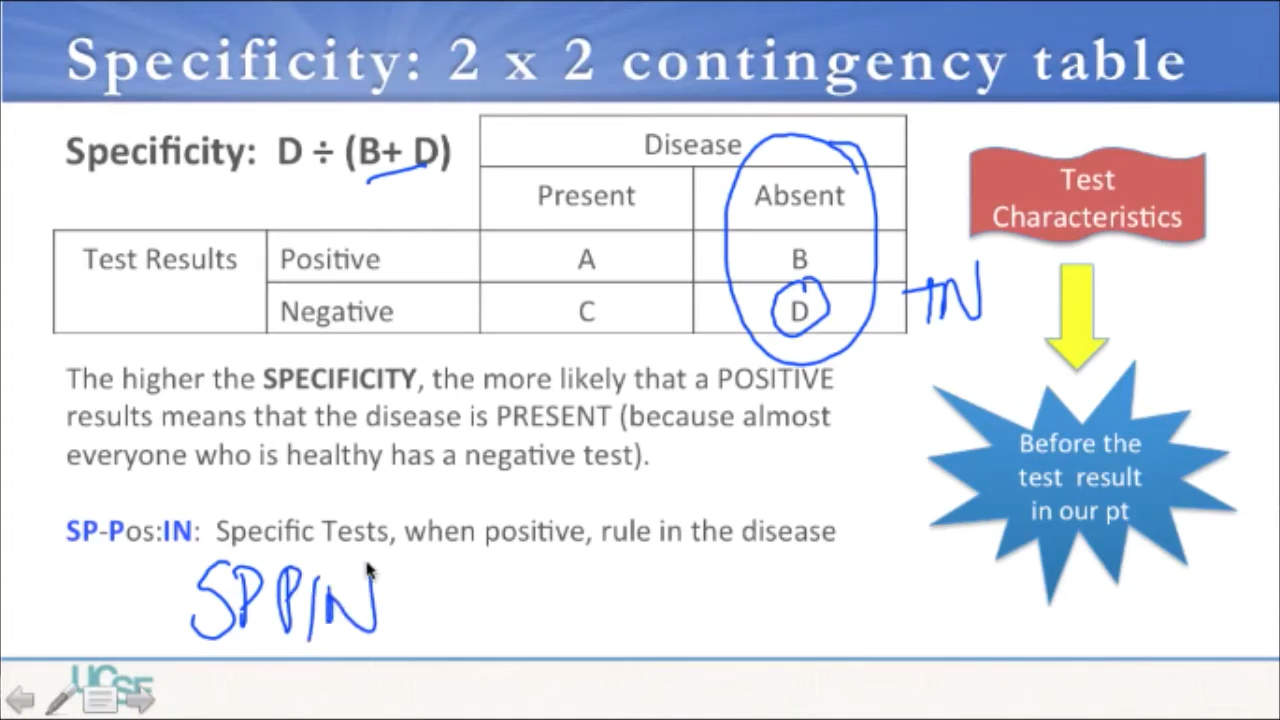 Specificity: 2 x 2 contingency table
Specificity: D ÷ (B+ D)
Disease
Present Absent
Test Results Positive A B
Negative C D
TN
Test
Characteristics
The higher the SPECIFICITY, the more likely that a POSITIVE
results means that the disease is PRESENT (because almost
everyone who is healthy has a negative test).
Before the
test result
in our pt
SP-Pos:IN: Specific Tests, when positive, rule in the disease
SPPIN
UCSF